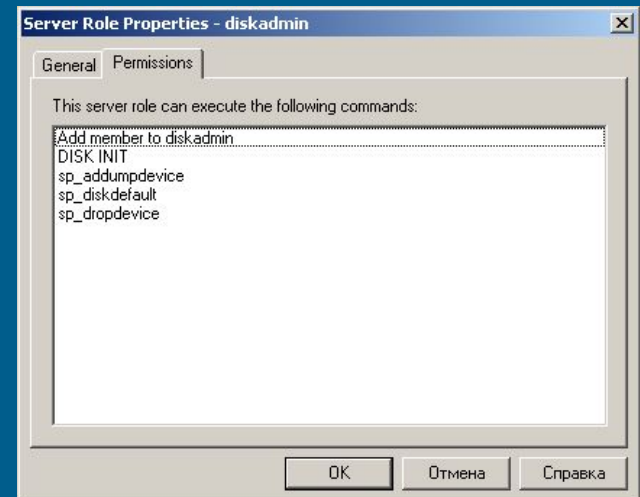 Server Role Properties - diskadmin
General Permissions
This server role can execute the following commands:
Add member to diskadmin
DISK INIT
sp_addumpdevice
sp_diskdefault
sp_dropdevice
OK Отмена Справка